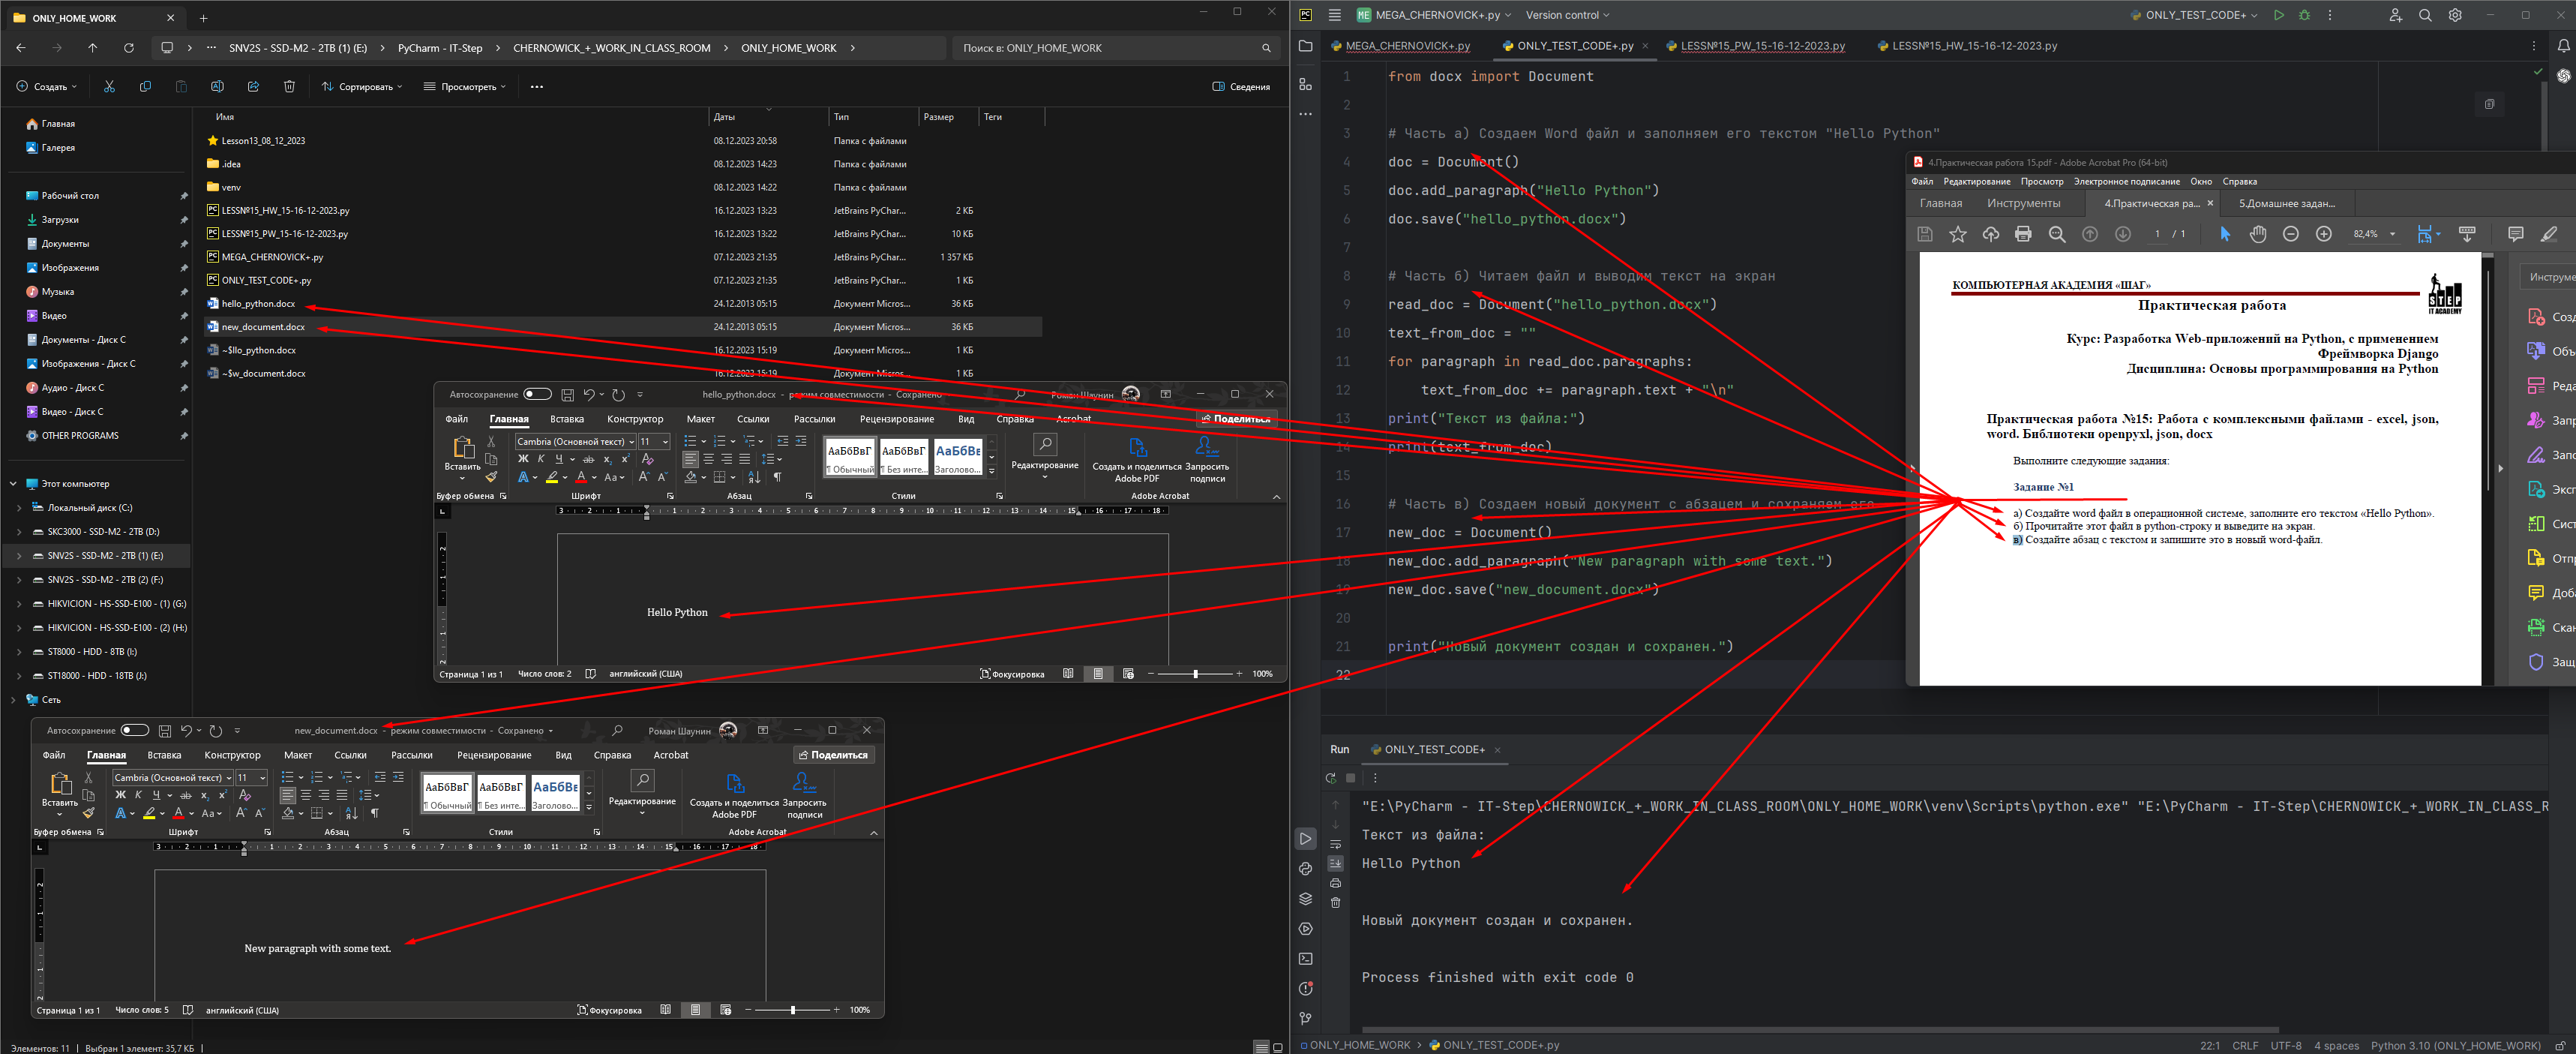 ONLY_HOME_WORK
SNV2S - SSD-M2 - 2TB (1) (E:) > PyCharm - IT-Step > CHERNOWICK_+_WORK_IN_CLASS_ROOM > ONLY_HOME_WORK >
Поиск в: ONLY_HOME_WORK
Создать
Сортировать
Просмотреть
Сведения
Имя Даты Тип Размер Теги
Lesson13_08_12_2023 08.12.2023 20:58 Папка с файлами
.idea 08.12.2023 14:23 Папка с файлами
venv 08.12.2023 14:22 Папка с файлами
LESS№15_HW_15-16-12-2023.py 16.12.2023 13:23 JetBrains PyChar... 2 КБ
LESS№15_PW_15-16-12-2023.py 16.12.2023 13:22 JetBrains PyChar... 10 КБ
MEGA_CHERNOVICK+.py 07.12.2023 21:35 JetBrains PyChar... 1 357 КБ
ONLY_TEST_CODE+.py 07.12.2023 21:35 JetBrains PyChar... 1 КБ
hello_python.docx 24.12.2013 05:15 Документ Micros... 36 КБ
new_document.docx 24.12.2013 05:15 Документ Micros... 36 КБ
~$llo_python.docx 16.12.2023 15:19 Документ Micros... 1 КБ
~$w_document.docx 16.12.2023 15:19 Документ Micros... 1 КБ
Главная
Галерея
Рабочий стол
Загрузки
Документы
Изображения
Музыка
Видео
Документы - Диск C
Изображения - Диск C
Аудио - Диск C
Видео - Диск C
OTHER PROGRAMS
Этот компьютер
Локальный диск (C:)
SKC3000 - SSD-M2 - 2TB (D:)
SNV2S - SSD-M2 - 2TB (1) (E:)
SNV2S - SSD-M2 - 2TB (2) (F:)
HIKVICION - HS-SSD-E100 - (1) (G:)
HIKVICION - HS-SSD-E100 - (2) (H:)
ST8000 - HDD - 8TB (I:)
ST18000 - HDD - 18TB (J:)
Сеть
Элементов: 11 | Выбран 1 элемент: 35,7 КБ |
Автосохранение hello_python.docx - режим совместимости - Сохранено Роман Шаунин
Файл Главная Вставка Конструктор Макет Ссылки Рассылки Рецензирование Вид Справка Acrobat Поделиться
Вставить
Cambria (Основной текст) 11
Ж К Ч
АаБбВвГ АаБбВвГ АаБбВв
¶ Обычный ¶ Без инте... Заголово...
Редактирование
Создать и поделиться Adobe PDF
Запросить подписи
Буфер обмена Шрифт Абзац Стили Adobe Acrobat
Hello Python
Страница 1 из 1 Число слов: 2 английский (США) Фокусировка 100%
Автосохранение new_document.docx - режим совместимости - Сохранено Роман Шаунин
Файл Главная Вставка Конструктор Макет Ссылки Рассылки Рецензирование Вид Справка Acrobat Поделиться
Вставить
Cambria (Основной текст) 11
Ж К Ч
АаБбВвГ АаБбВвГ АаБбВв
¶ Обычный ¶ Без инте... Заголово...
Редактирование
Создать и поделиться Adobe PDF
Запросить подписи
Буфер обмена Шрифт Абзац Стили Adobe Acrobat
New paragraph with some text.
Страница 1 из 1 Число слов: 5 английский (США) Фокусировка 100%
PC ME MEGA_CHERNOVICK+.py Version control ONLY_TEST_CODE+
MEGA_CHERNOVICK+.py ONLY_TEST_CODE+.py LESS№15_PW_15-16-12-2023.py LESS№15_HW_15-16-12-2023.py
1 from docx import Document
2
3 # Часть а) Создаем Word файл и заполняем его текстом "Hello Python"
4 doc = Document()
5 doc.add_paragraph("Hello Python")
6 doc.save("hello_python.docx")
7
8 # Часть б) Читаем файл и выводим текст на экран
9 read_doc = Document("hello_python.docx")
10 text_from_doc = ""
11 for paragraph in read_doc.paragraphs:
12 text_from_doc += paragraph.text + "\n"
13 print("Текст из файла:")
14 print(text_from_doc)
15
16 # Часть в) Создаем новый документ с абзацем и сохраняем его
17 new_doc = Document()
18 new_doc.add_paragraph("New paragraph with some text.")
19 new_doc.save("new_document.docx")
20
21 print("Новый документ создан и сохранен.")
22
4.Практическая работа 15.pdf - Adobe Acrobat Pro (64-bit)
Файл Редактирование Просмотр Электронное подписание Окно Справка
Главная Инструменты 4.Практическая ра... 5.Домашнее задан...
1 / 1 82,4%
КОМПЬЮТЕРНАЯ АКАДЕМИЯ «ШАГ»
STEP
IT ACADEMY
Практическая работа
Курс: Разработка Web-приложений на Python, с применением
Фреймворка Django
Дисциплина: Основы программирования на Python
Практическая работа №15: Работа с комплексными файлами - excel, json,
word. Библиотеки openpyxl, json, docx
Выполните следующие задания:
Задание №1
а) Создайте word файл в операционной системе, заполните его текстом «Hello Python».
б) Прочитайте этот файл в python-строку и выведите на экран.
в) Создайте абзац с текстом и запишите это в новый word-файл.
Инструме
Созд
Объ
Реда
Запр
Запо
Эксп
Сист
Отпр
Доба
Скан
Защ
Run ONLY_TEST_CODE+
"E:\PyCharm - IT-Step\CHERNOWICK_+_WORK_IN_CLASS_ROOM\ONLY_HOME_WORK\venv\Scripts\python.exe" "E:\PyCharm - IT-Step\CHERNOWICK_+_WORK_IN_CLASS_R
Текст из файла:
Hello Python
Новый документ создан и сохранен.
Process finished with exit code 0
ONLY_HOME_WORK > ONLY_TEST_CODE+.py
22:1 CRLF UTF-8 4 spaces Python 3.10 (ONLY_HOME_WORK)